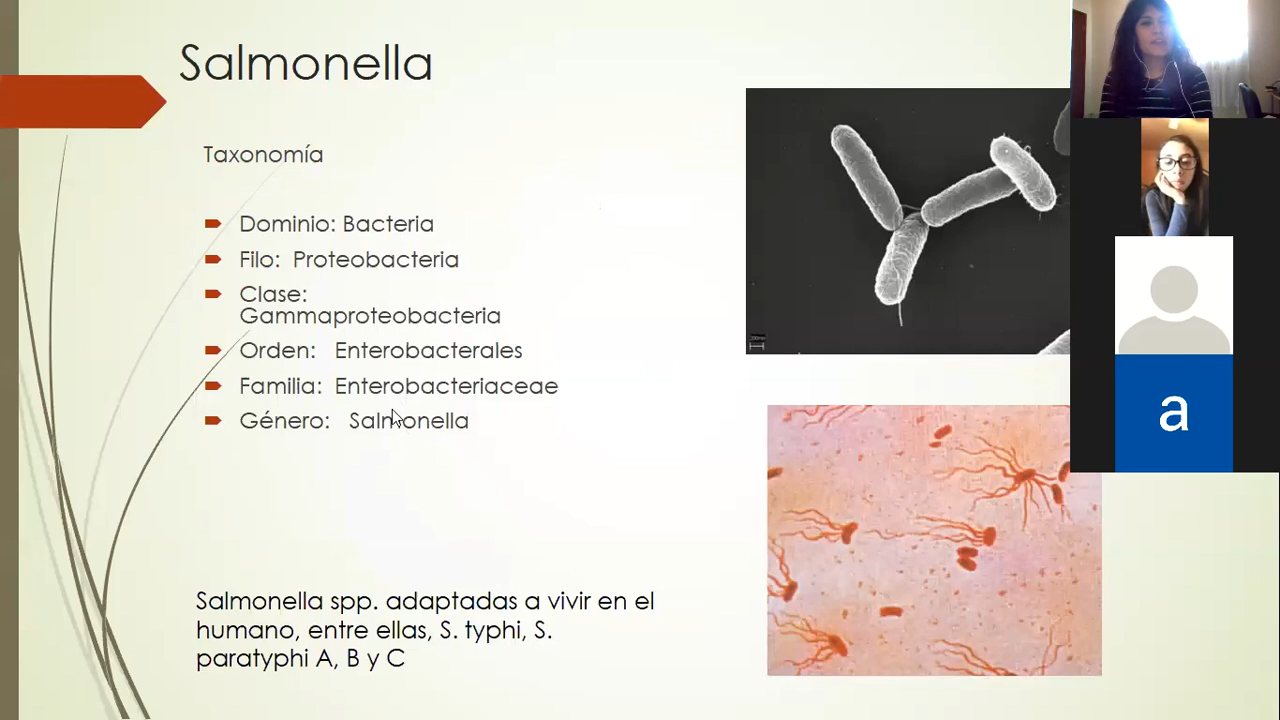 Salmonella
Taxonomía
Dominio: Bacteria
Filo: Proteobacteria
Clase:
Gammaproteobacteria
Orden: Enterobacterales
Familia: Enterobacteriaceae
Género: Salmonella
Salmonella spp. adaptadas a vivir en el
humano, entre ellas, S. typhi, S.
paratyphi A, B y C
a